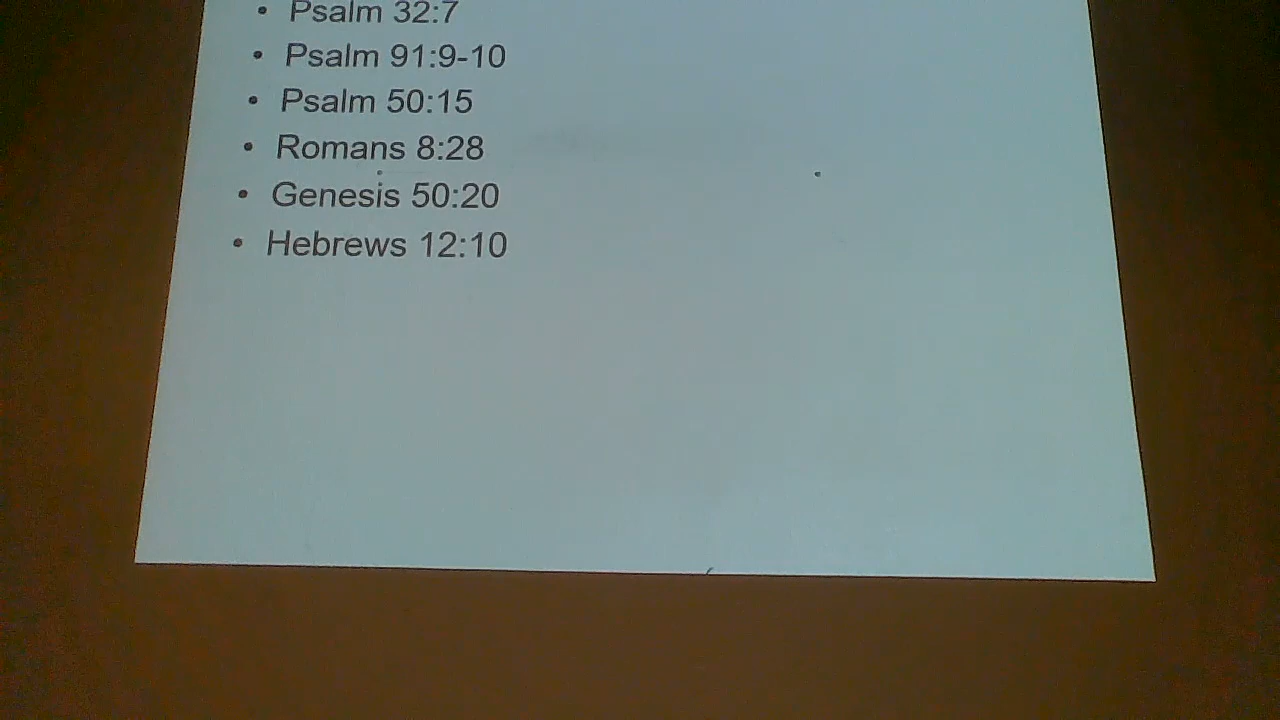 • Psalm 32:7
• Psalm 91:9-10
• Psalm 50:15
• Romans 8:28
• Genesis 50:20
• Hebrews 12:10